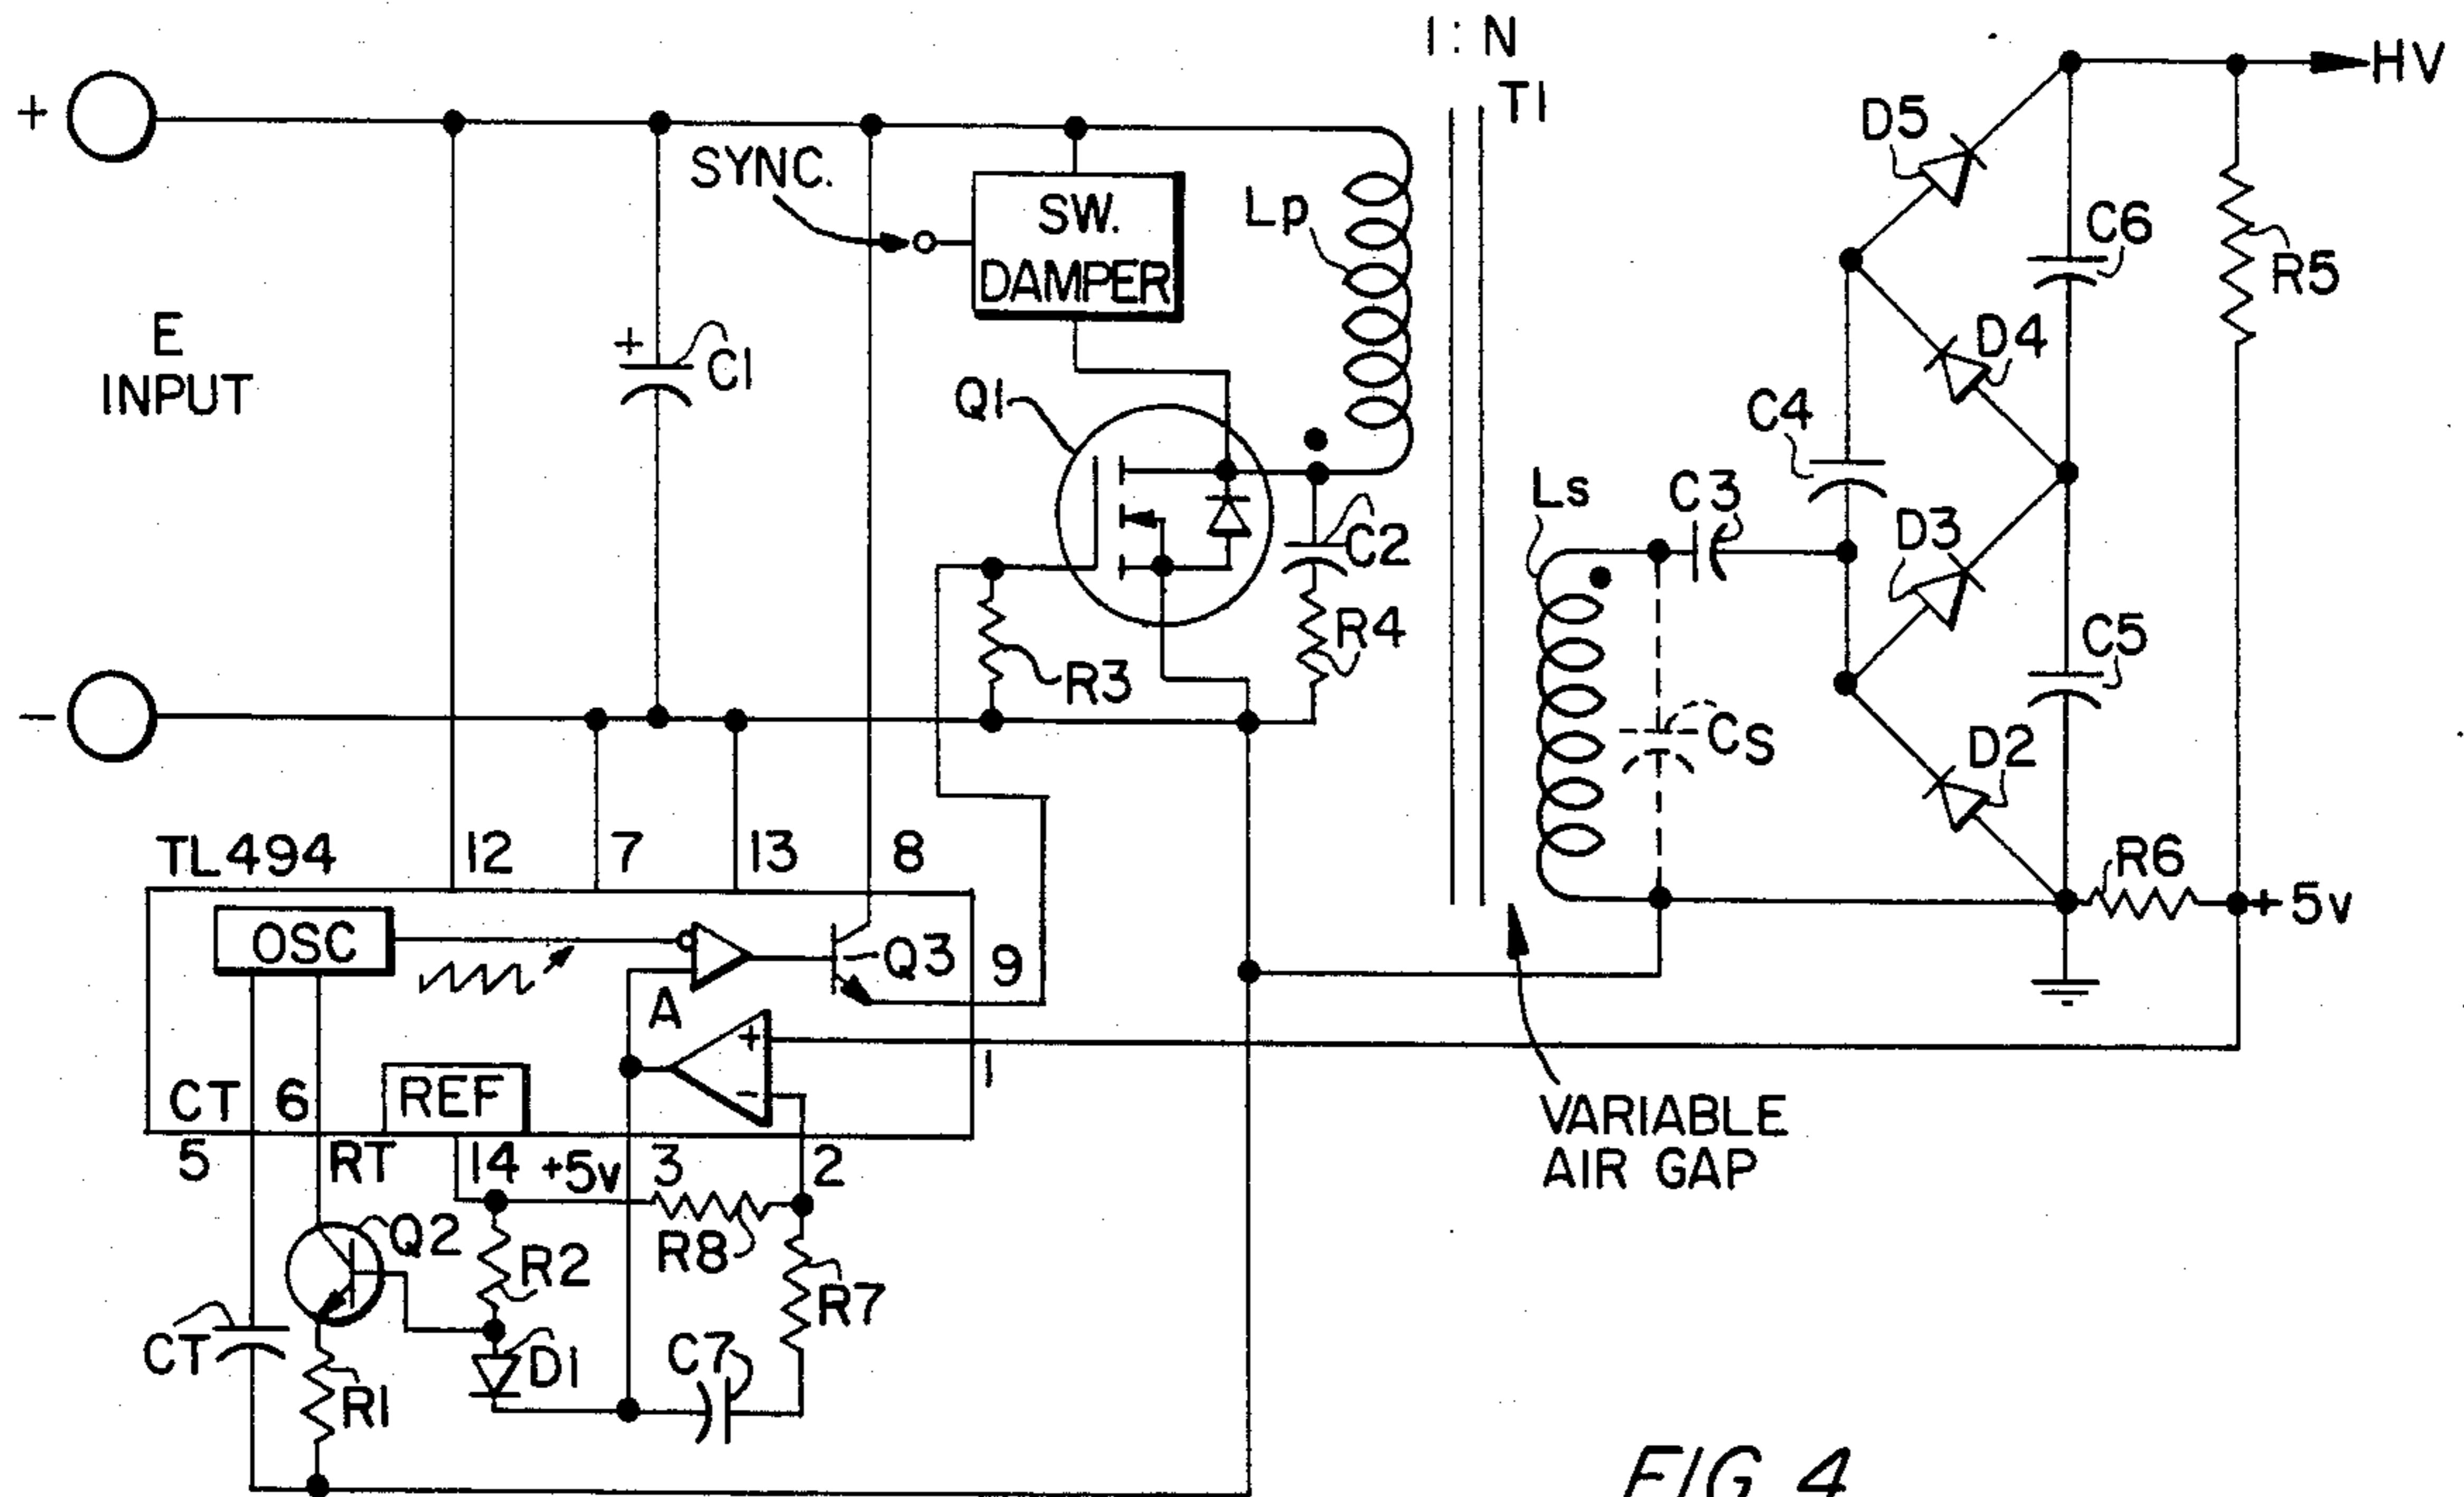 1:N
T1
+
HV
D5
SYNC.
SW.
DAMPER
Lp
C6
R5
E
INPUT
+
C1
D4
Q1
C4
Ls
C3
D3
C2
R4
C5
R3
Cs
D2
-
TL494
12
7
13
8
R6
+5v
OSC
Q3
9
A
+
-
1
CT
6
REF
VARIABLE
AIR GAP
5
RT
14
+5v
3
2
Q2
R2
R8
R7
CT
D1
C7
R1
FIG. 4